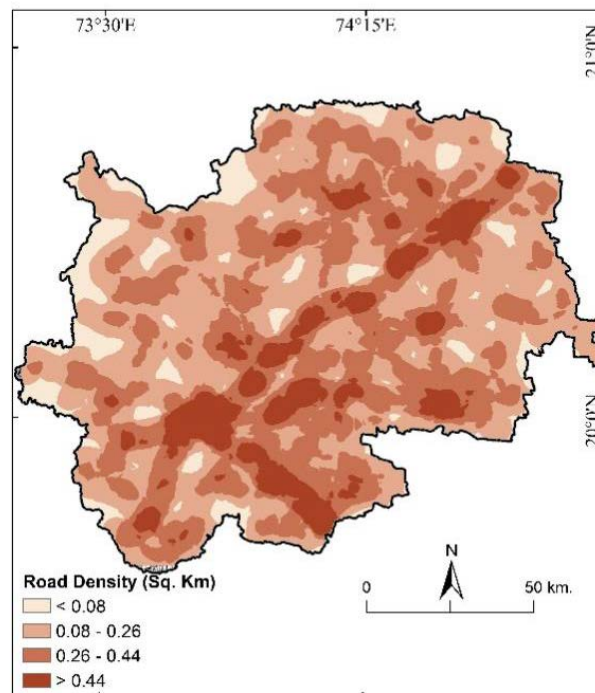 73°30'E 74°15'E
21°0'N
20°0'N
N
Road Density (Sq. Km)
< 0.08
0.08 - 0.26
0.26 - 0.44
> 0.44
0 50 km.